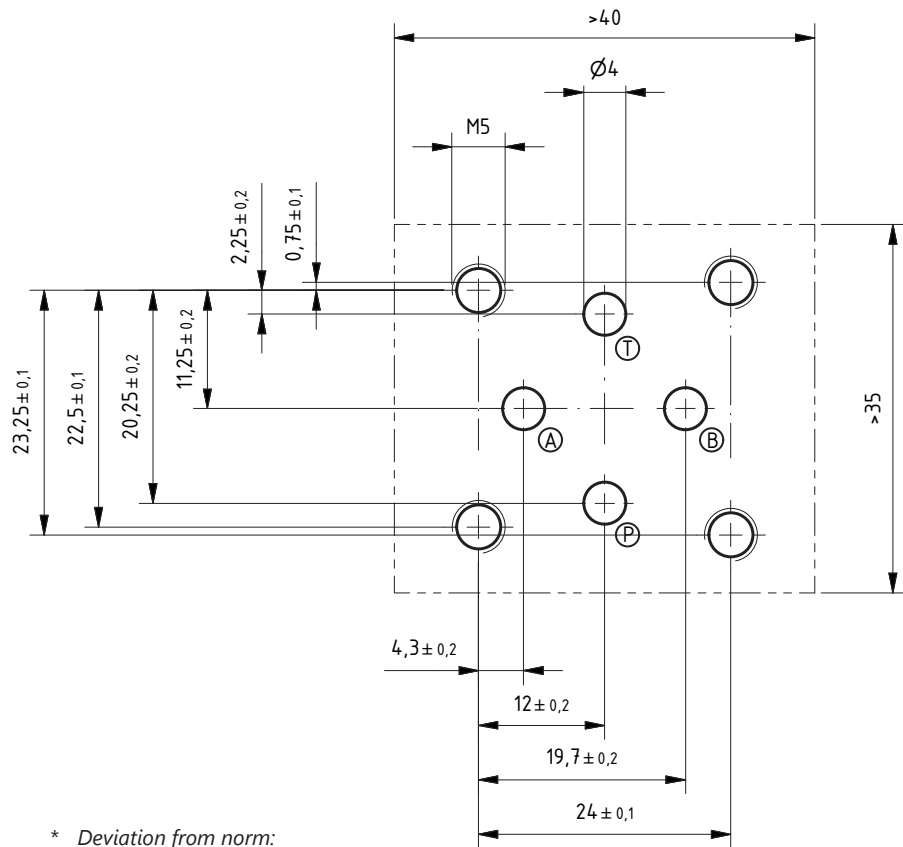 >40
Ø4
M5
2,25±0,2
0,75±0,1
23,25±0,1
22,5±0,1
20,25±0,2
11,25±0,2
T
A
B
P
>35
4,3±0,2
12±0,2
19,7±0,2
24±0,1
* Deviation from norm: